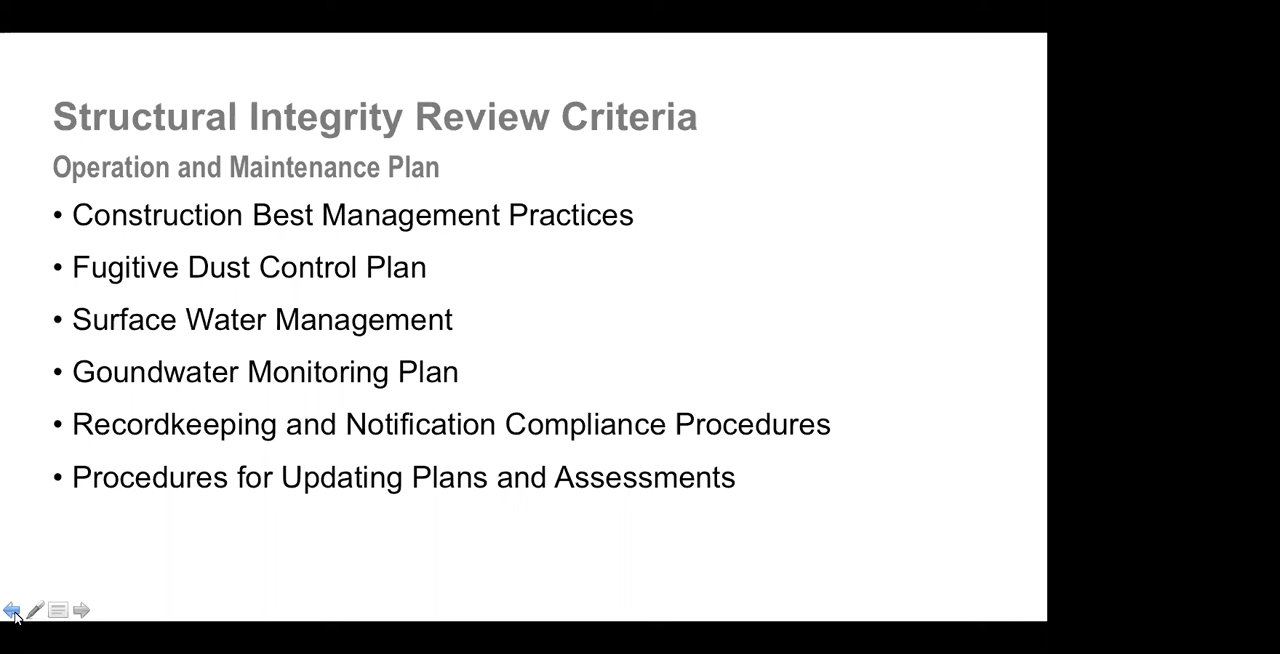 Structural Integrity Review Criteria
Operation and Maintenance Plan
• Construction Best Management Practices
• Fugitive Dust Control Plan
• Surface Water Management
• Goundwater Monitoring Plan
• Recordkeeping and Notification Compliance Procedures
• Procedures for Updating Plans and Assessments